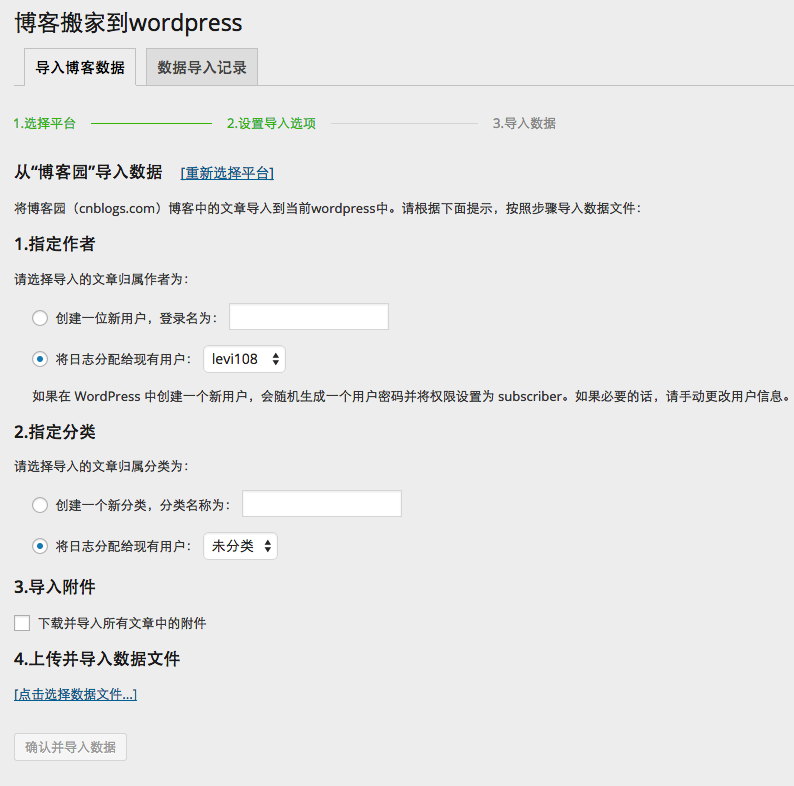 博客搬家到wordpress
导入博客数据 数据导入记录
1.选择平台 2.设置导入选项 3.导入数据
从“博客园”导入数据 [重新选择平台]
将博客园（cnblogs.com）博客中的文章导入到当前wordpress中。请根据下面提示，按照步骤导入数据文件：
1.指定作者
请选择导入的文章归属作者为：
创建一位新用户，登录名为：
将日志分配给现有用户： levi108
如果在 WordPress 中创建一个新用户，会随机生成一个用户密码并将权限设置为 subscriber。如果必要的话，请手动更改用户信息。
2.指定分类
请选择导入的文章归属分类为：
创建一个新分类，分类名称为：
将日志分配给现有用户： 未分类
3.导入附件
下载并导入所有文章中的附件
4.上传并导入数据文件
[点击选择数据文件...]
确认并导入数据